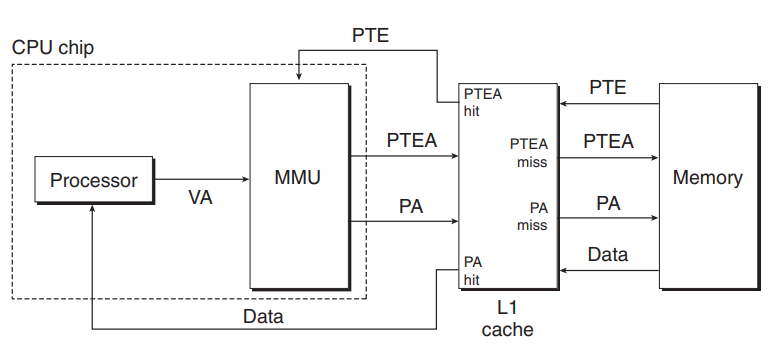 CPU chip
PTE
PTEA
hit
PTE
PTEA
PTEA
miss
PTEA
Processor
VA
MMU
Memory
PA
PA
miss
PA
PA
hit
Data
Data
L1
cache